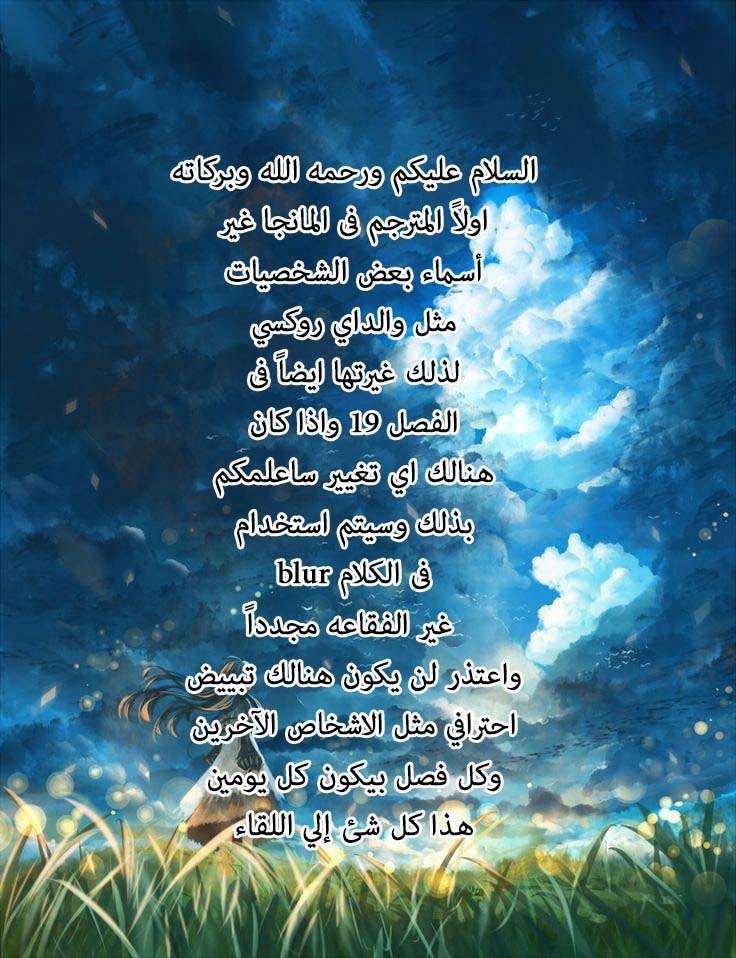 السلام عليكم ورحمه الله وبركاته
اولاً المترجم فى المانجا غير
أسماء بعض الشخصيات
مثل والداي روكسي
لذلك غيرتها ايضاً فى
الفصل 19 واذا كان
هنالك اي تغيير ساعلمكم
بذلك وسيتم استخدام
فى الكلام blur
غير الفقاعه مجدداً
واعتذر لن يكون هنالك تبييض
احترافي مثل الاشخاص الآخرين
وكل فصل بيكون كل يومين
هذا كل شئ إلي اللقاء